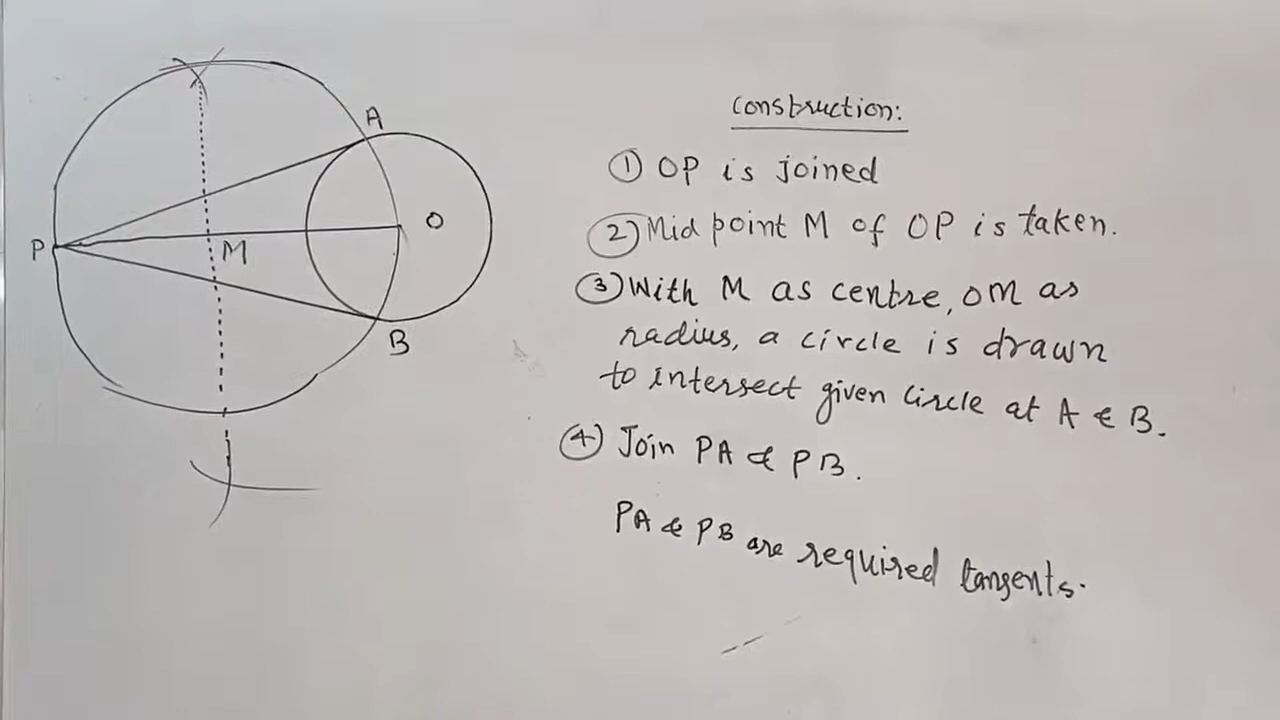 A
O
P
M
B
Construction:
① OP is joined
② Mid point M of OP is taken.
③ With M as centre, OM as
radius, a circle is drawn
to intersect given circle at A & B.
④ Join PA & PB.
PA & PB are required tangents.